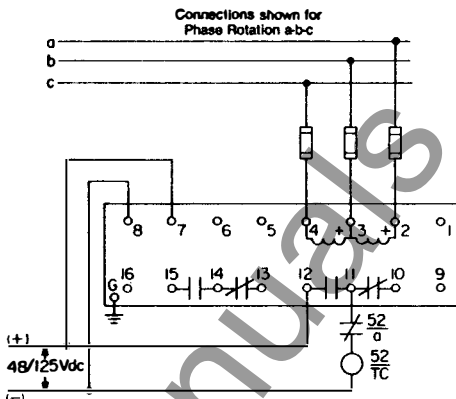 Connections shown for
Phase Rotation a-b-c
a
b
c
8 7 6 5 4 + 3 + 2 1
16 15 14 13 12 11 10 9
G
52
a
(+)
48/125Vdc
52
TC
(-)
nuals